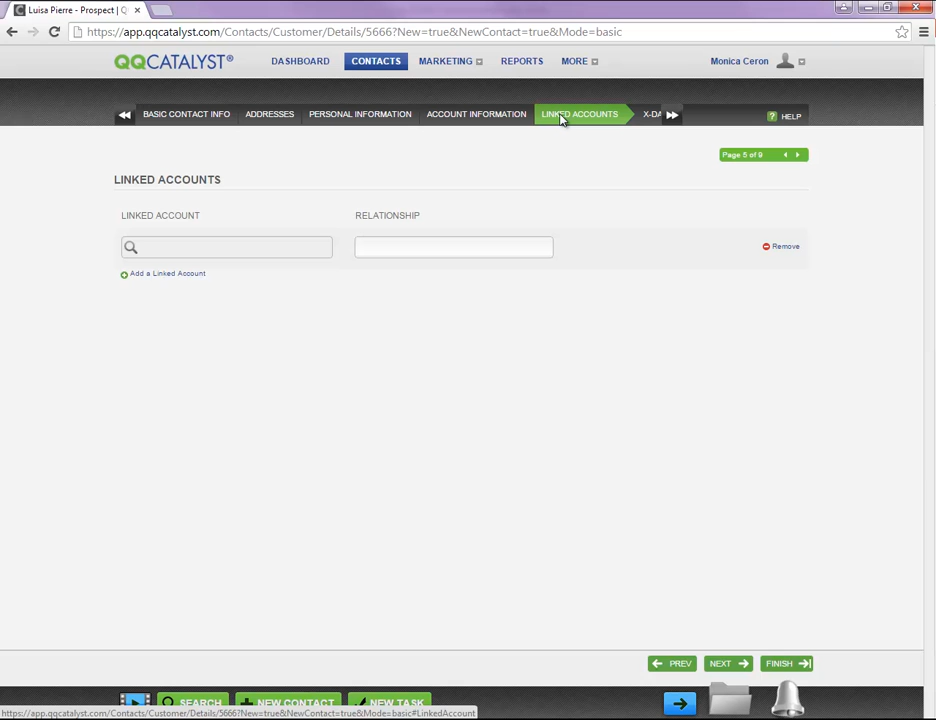 Luisa Pierre - Prospect | Q
https://app.qqcatalyst.com/Contacts/Customer/Details/5666?New=true&NewContact=true&Mode=basic
QQCATALYST®
DASHBOARD
CONTACTS
MARKETING
REPORTS
MORE
Monica Ceron
BASIC CONTACT INFO
ADDRESSES
PERSONAL INFORMATION
ACCOUNT INFORMATION
LINKED ACCOUNTS
X-DA
? HELP
Page 5 of 9
LINKED ACCOUNTS
LINKED ACCOUNT
RELATIONSHIP
Remove
Add a Linked Account
PREV
NEXT
FINISH
SEARCH
NEW CONTACT
NEW TASK
https://app.qqcatalyst.com/Contacts/Customer/Details/5666?New=true&NewContact=true&Mode=basic#LinkedAccount